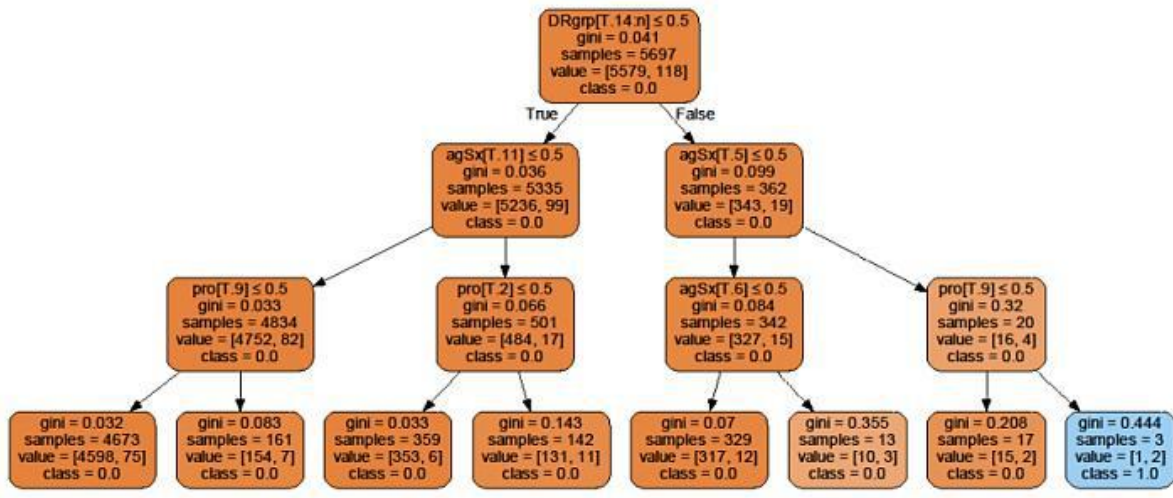 DRgrp[T.14:n] ≤ 0.5
gini = 0.041
samples = 5697
value = [5579, 118]
class = 0.0
True
False
agSx[T.11] ≤ 0.5
gini = 0.036
samples = 5335
value = [5236, 99]
class = 0.0
agSx[T.5] ≤ 0.5
gini = 0.099
samples = 362
value = [343, 19]
class = 0.0
pro[T.9] ≤ 0.5
gini = 0.033
samples = 4834
value = [4752, 82]
class = 0.0
pro[T.2] ≤ 0.5
gini = 0.066
samples = 501
value = [484, 17]
class = 0.0
agSx[T.6] ≤ 0.5
gini = 0.084
samples = 342
value = [327, 15]
class = 0.0
pro[T.9] ≤ 0.5
gini = 0.32
samples = 20
value = [16, 4]
class = 0.0
gini = 0.032
samples = 4673
value = [4598, 75]
class = 0.0
gini = 0.083
samples = 161
value = [154, 7]
class = 0.0
gini = 0.033
samples = 359
value = [353, 6]
class = 0.0
gini = 0.143
samples = 142
value = [131, 11]
class = 0.0
gini = 0.07
samples = 329
value = [317, 12]
class = 0.0
gini = 0.355
samples = 13
value = [10, 3]
class = 0.0
gini = 0.208
samples = 17
value = [15, 2]
class = 0.0
gini = 0.444
samples = 3
value = [1, 2]
class = 1.0